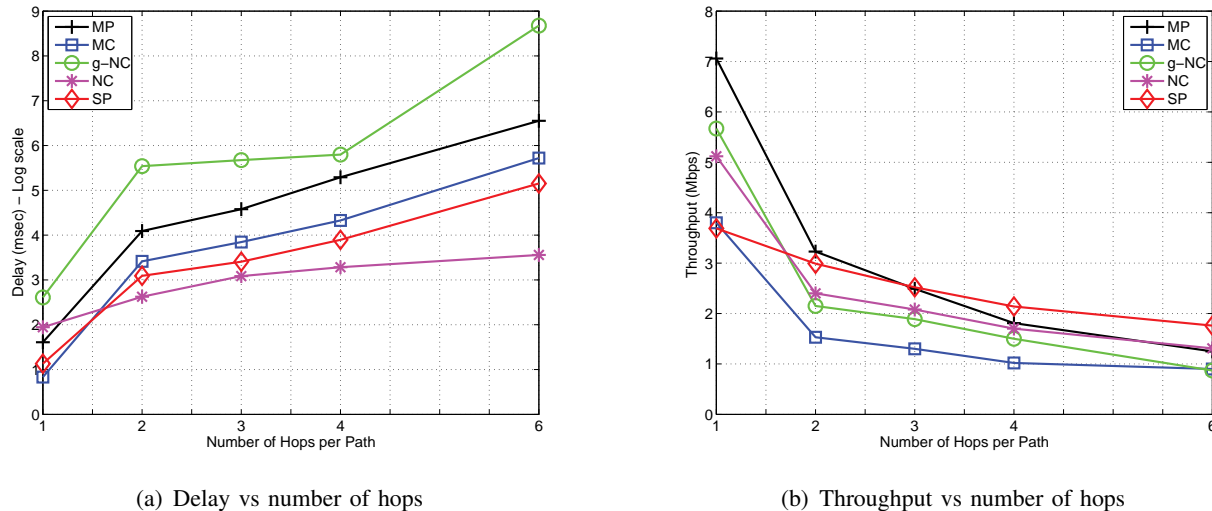 9
8
7
6
5
4
3
2
1
0
Delay (msec) – Log scale
MP
MC
g−NC
NC
SP
1 2 3 4 6
Number of Hops per Path
(a) Delay vs number of hops
8
7
6
5
4
3
2
1
0
Throughput (Mbps)
MP
MC
g−NC
NC
SP
1 2 3 4 6
Number of Hops per Path
(b) Throughput vs number of hops